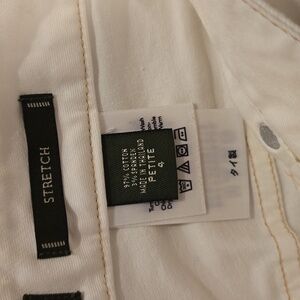 STRETCH
97% COTTON
3% SPANDEX
MADE IN THAILAND
PETITE
4
タイ製